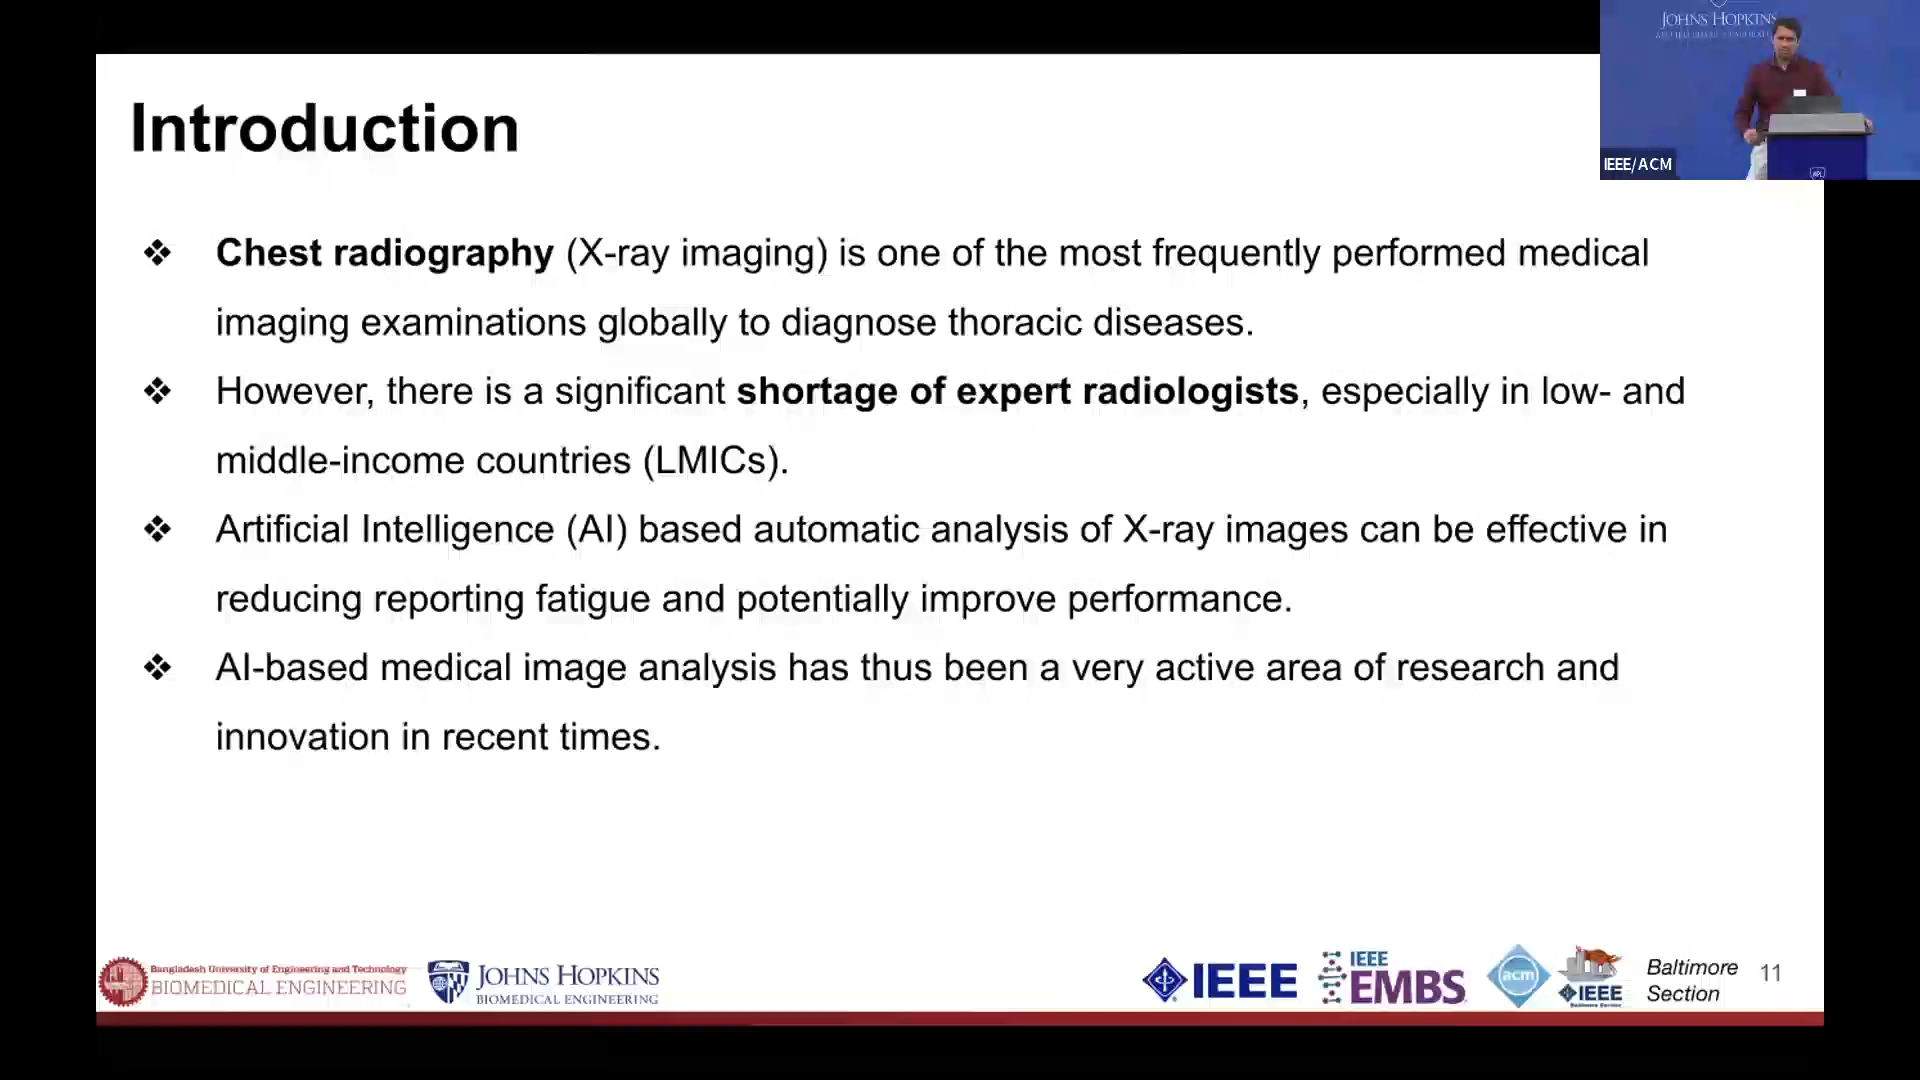 JOHNS HOPKINS
IEEE/ACM
APL
Introduction
❖ Chest radiography (X-ray imaging) is one of the most frequently performed medical
imaging examinations globally to diagnose thoracic diseases.
❖ However, there is a significant shortage of expert radiologists, especially in low- and
middle-income countries (LMICs).
❖ Artificial Intelligence (AI) based automatic analysis of X-ray images can be effective in
reducing reporting fatigue and potentially improve performance.
❖ AI-based medical image analysis has thus been a very active area of research and
innovation in recent times.
Bangladesh University of Engineering and Technology
BIOMEDICAL ENGINEERING
JOHNS HOPKINS
BIOMEDICAL ENGINEERING
IEEE
IEEE
EMBS
acm
IEEE
Baltimore Section
Baltimore
Section
11